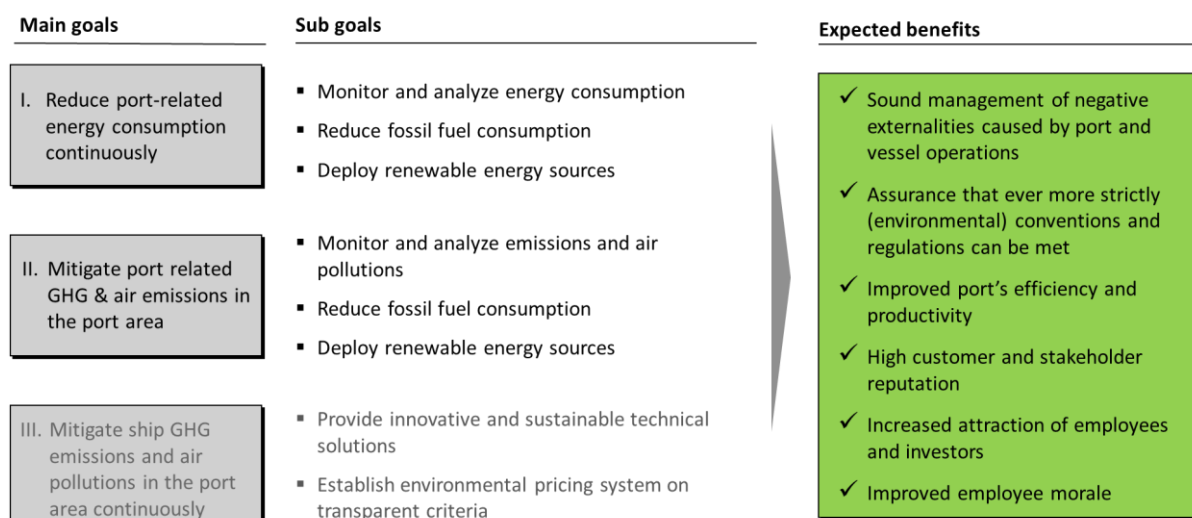 Main goals
Sub goals
Expected benefits
I. Reduce port-related
energy consumption
continuously
▪ Monitor and analyze energy consumption
▪ Reduce fossil fuel consumption
▪ Deploy renewable energy sources
II. Mitigate port related
GHG & air emissions in
the port area
▪ Monitor and analyze emissions and air
pollutions
▪ Reduce fossil fuel consumption
▪ Deploy renewable energy sources
III. Mitigate ship GHG
emissions and air
pollutions in the port
area continuously
▪ Provide innovative and sustainable technical
solutions
▪ Establish environmental pricing system on
transparent criteria
✓ Sound management of negative
externalities caused by port and
vessel operations
✓ Assurance that ever more strictly
(environmental) conventions and
regulations can be met
✓ Improved port’s efficiency and
productivity
✓ High customer and stakeholder
reputation
✓ Increased attraction of employees
and investors
✓ Improved employee morale